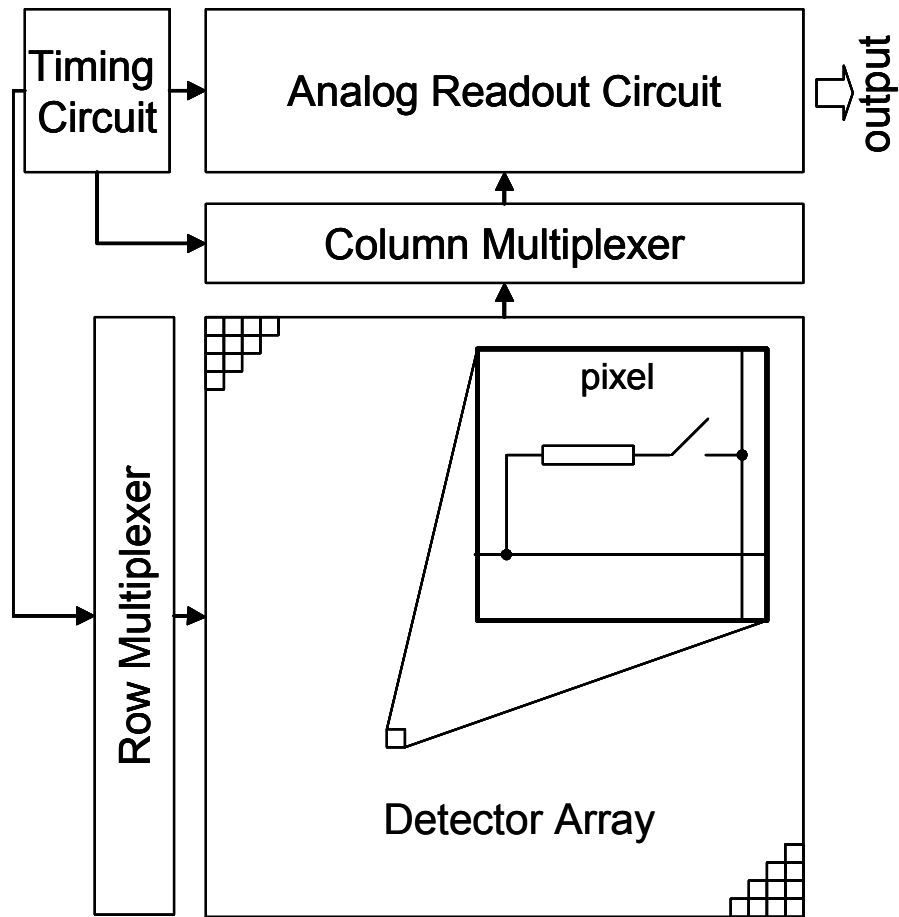 Timing
Circuit
Analog Readout Circuit
output
Column Multiplexer
pixel
Row Multiplexer
Detector Array